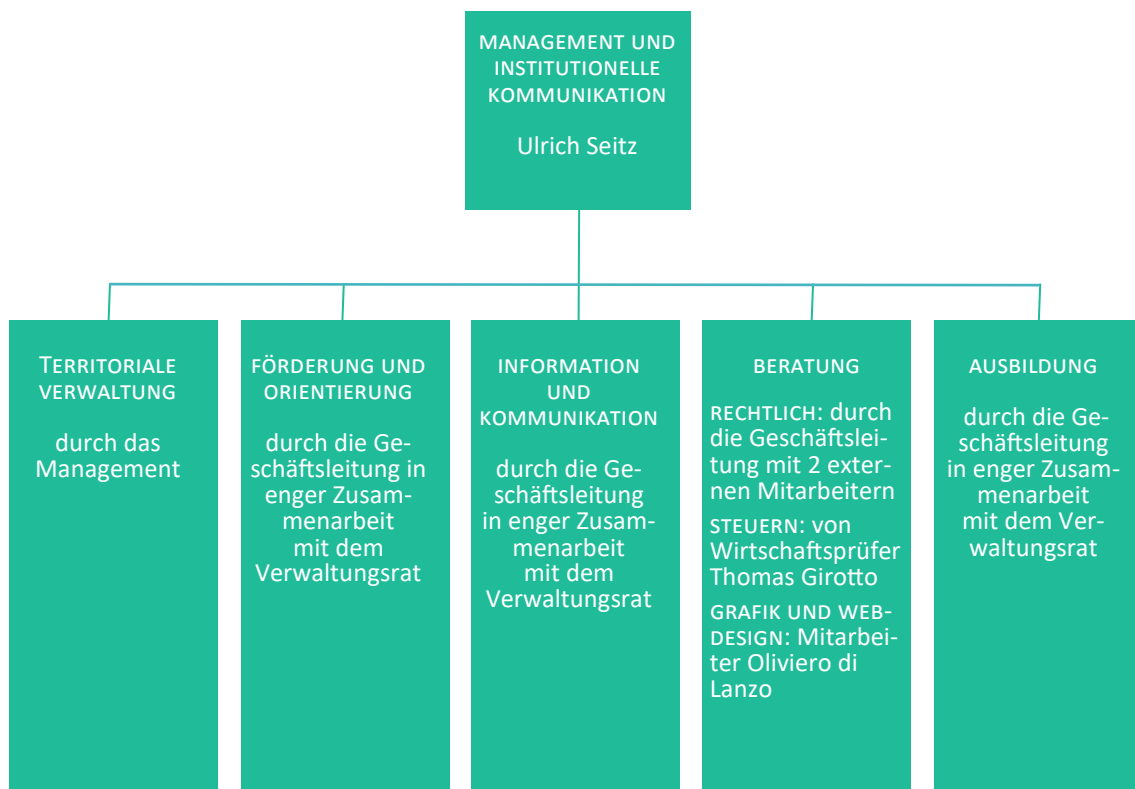 MANAGEMENT UND
INSTITUTIONELLE
KOMMUNIKATION
Ulrich Seitz
TERRITORIALE
VERWALTUNG
durch das
Management
FÖRDERUNG UND
ORIENTIERUNG
durch die Ge-
schäftsleitung in
enger Zusam-
menarbeit
mit dem
Verwaltungsrat
INFORMATION
UND
KOMMUNIKATION
durch die Ge-
schäftsleitung
in enger Zusam-
menarbeit
mit dem
Verwaltungsrat
BERATUNG
RECHTLICH: durch
die Geschäftslei-
tung mit 2 exter-
nen Mitarbeitern
STEUERN: von
Wirtschaftsprüfer
Thomas Girotto
GRAFIK UND WEB-
DESIGN: Mitarbei-
ter Oliviero di
Lanzo
AUSBILDUNG
durch die Ge-
schäftsleitung
in enger Zusam-
menarbeit
mit dem Ver-
waltungsrat